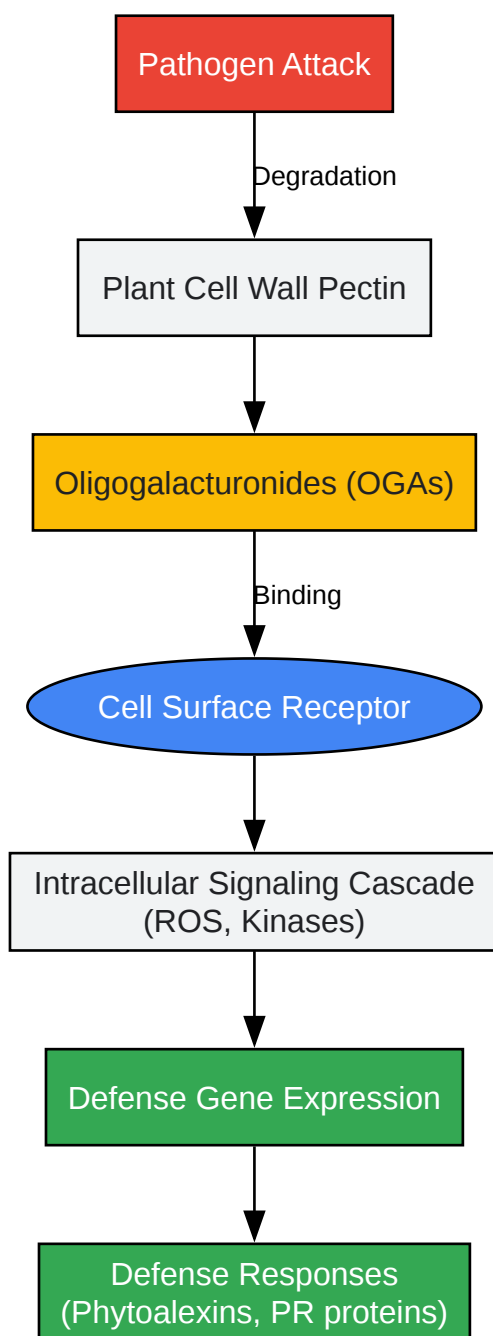 Pathogen Attack
Degradation
Plant Cell Wall Pectin
Oligogalacturonides (OGAs)
Binding
Cell Surface Receptor
Intracellular Signaling Cascade
(ROS, Kinases)
Defense Gene Expression
Defense Responses
(Phytoalexins, PR proteins)